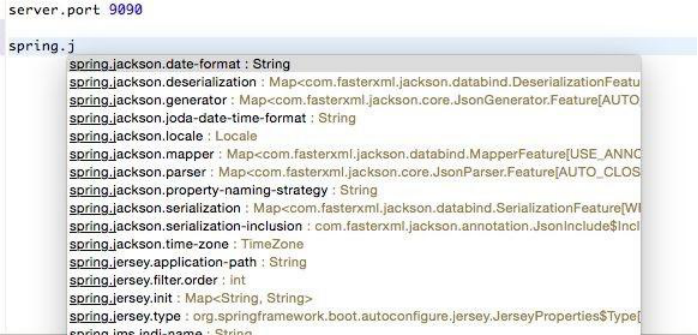 server.port 9090
spring.j
spring.jackson.date-format : String
spring.jackson.deserialization : Map<com.fasterxml.jackson.databind.DeserializationFeatu
spring.jackson.generator : Map<com.fasterxml.jackson.core.JsonGenerator.Feature[AUTO_
spring.jackson.joda-date-time-format : String
spring.jackson.locale : Locale
spring.jackson.mapper : Map<com.fasterxml.jackson.databind.MapperFeature[USE_ANNO
spring.jackson.parser : Map<com.fasterxml.jackson.core.JsonParser.Feature[AUTO_CLOS
spring.jackson.property-naming-strategy : String
spring.jackson.serialization : Map<com.fasterxml.jackson.databind.SerializationFeature[WI
spring.jackson.serialization-inclusion : com.fasterxml.jackson.annotation.JsonInclude$Incl
spring.jackson.time-zone : TimeZone
spring.jersey.application-path : String
spring.jersey.filter.order : int
spring.jersey.init : Map<String, String>
spring.jersey.type : org.springframework.boot.autoconfigure.jersey.JerseyProperties$Type[
spring.jms.jndi-name : String